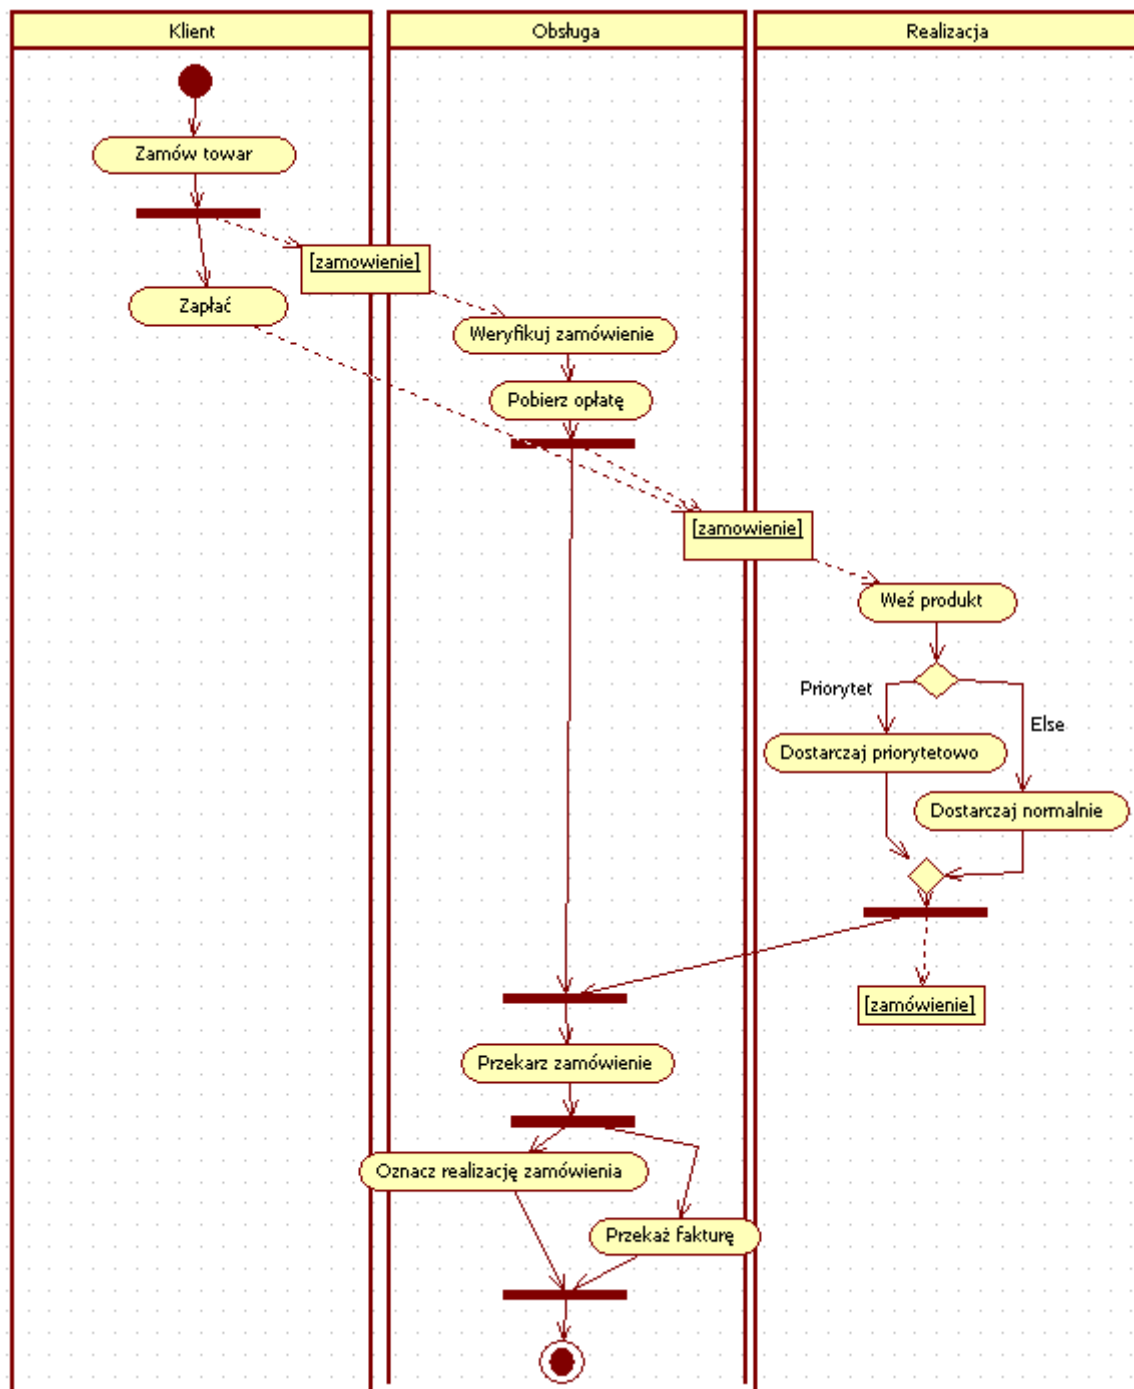 Klient
Obsługa
Realizacja
Zamów towar
[zamowienie]
Zapłać
Weryfikuj zamówienie
Pobierz opłatę
[zamowienie]
Weź produkt
Priorytet
Else
Dostarczaj priorytetowo
Dostarczaj normalnie
[zamówienie]
Przekarz zamówienie
Oznacz realizację zamówienia
Przekaż fakturę